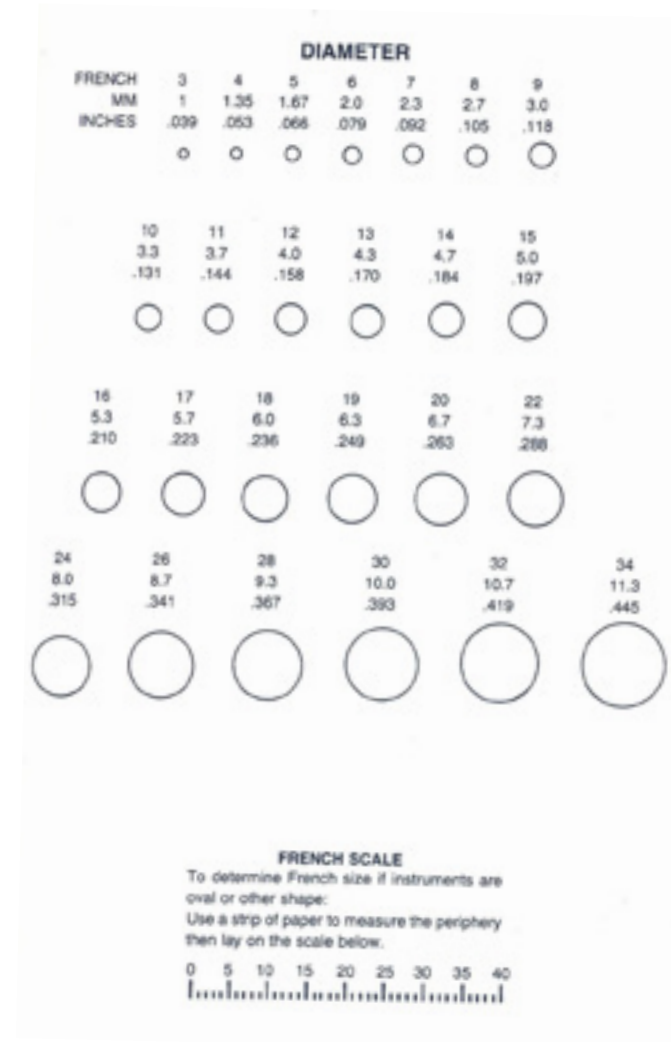 DIAMETER
FRENCH 3 4 5 6 7 8 9
MM 1 1.35 1.67 2.0 2.3 2.7 3.0
INCHES .039 .053 .066 .079 .092 .105 .118
10 11 12 13 14 15
3.3 3.7 4.0 4.3 4.7 5.0
.131 .144 .158 .170 .184 .197
16 17 18 19 20 22
5.3 5.7 6.0 6.3 6.7 7.3
.210 .223 .236 .249 .263 .288
24 26 28 30 32 34
8.0 8.7 9.3 10.0 10.7 11.3
.315 .341 .367 .393 .419 .445
FRENCH SCALE
To determine French size if instruments are
oval or other shape:
Use a strip of paper to measure the periphery
then lay on the scale below.
0 5 10 15 20 25 30 35 40